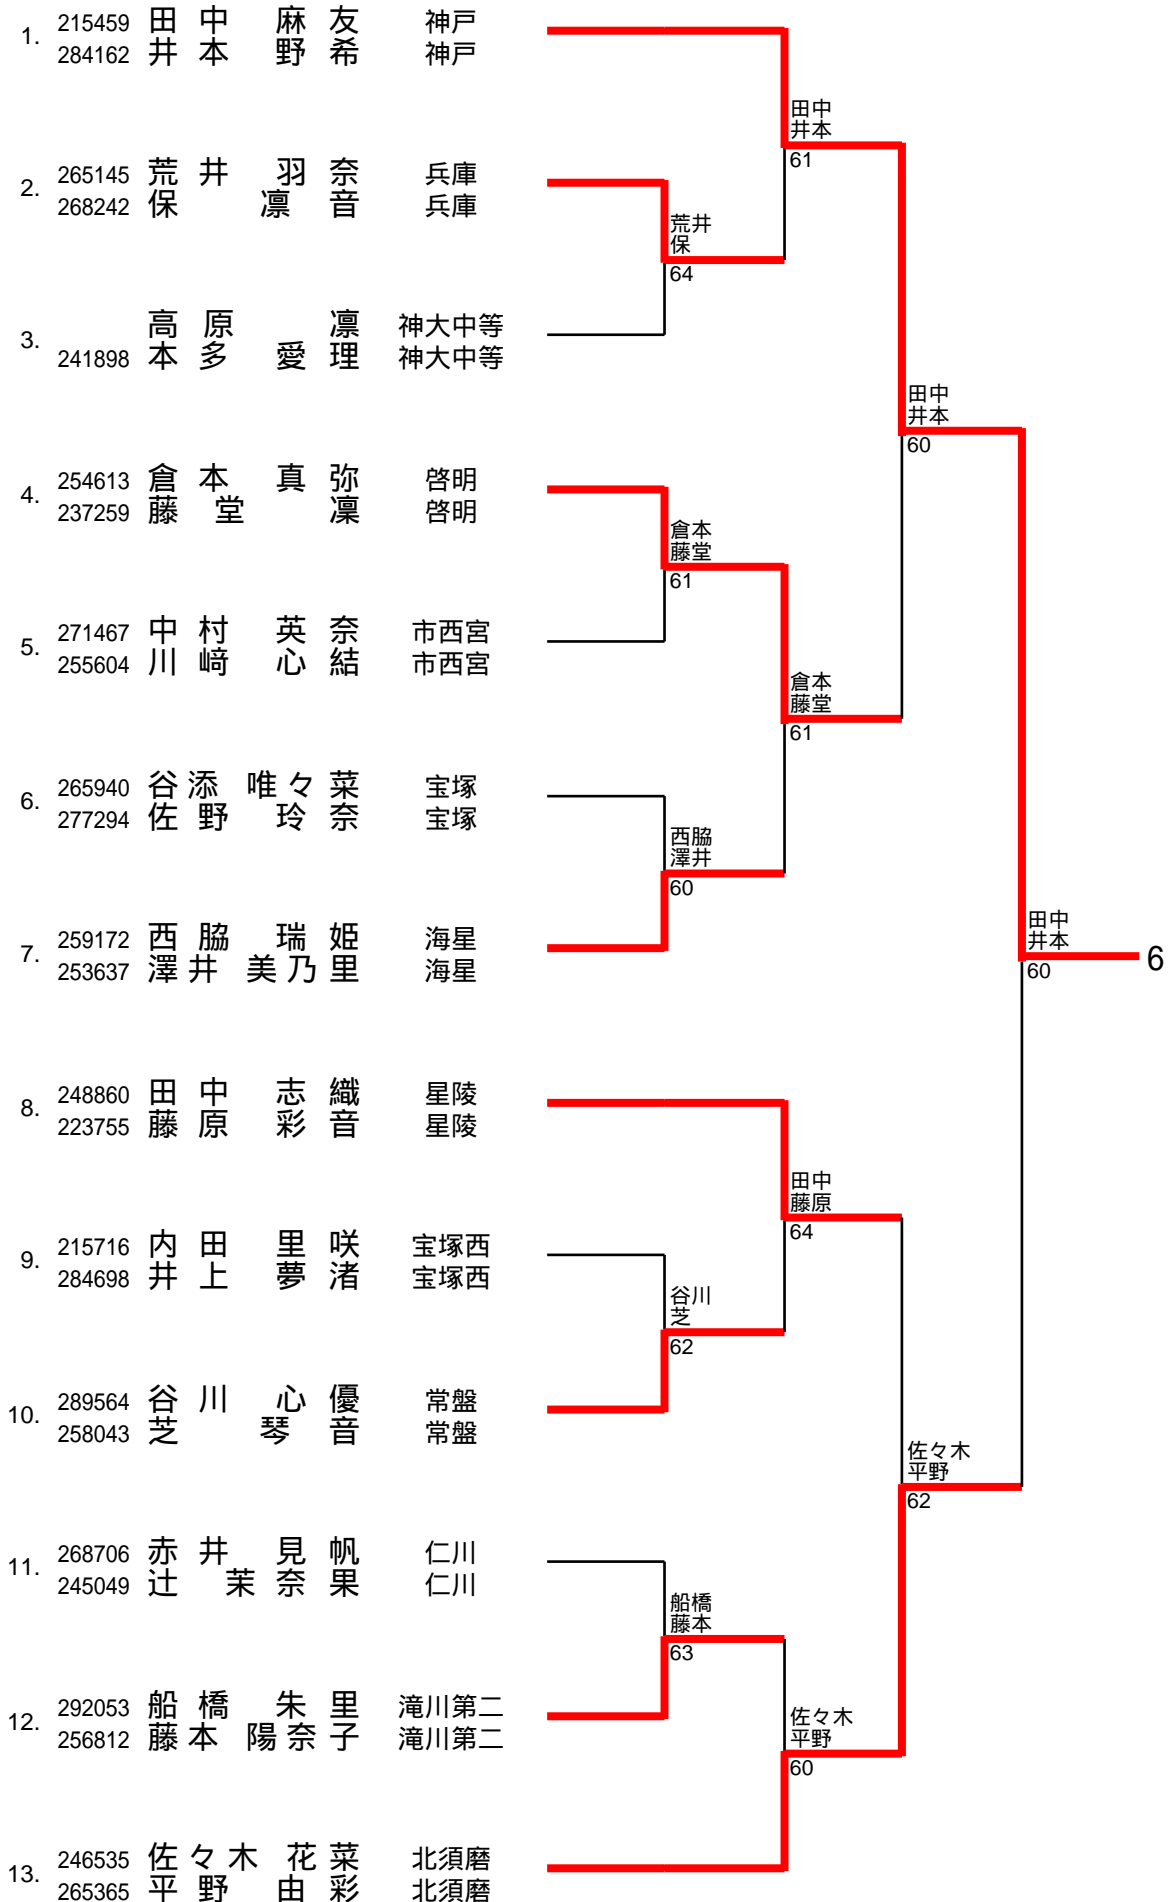 1. 215459 田中 麻友 神戸
284162 井本 野希 神戸
田中
井本
61
2. 265145 荒井 羽奈 兵庫
268242 保 凛音 兵庫
荒井
保
64
3. 高原 凛 神大中等
241898 本多 愛理 神大中等
田中
井本
60
4. 254613 倉本 真弥 啓明
237259 藤堂 凜 啓明
倉本
藤堂
61
5. 271467 中村 英奈 市西宮
255604 川﨑 心結 市西宮
倉本
藤堂
61
6. 265940 谷添 唯々菜 宝塚
277294 佐野 玲奈 宝塚
西脇
澤井
60
7. 259172 西脇 瑞姫 海星
253637 澤井 美乃里 海星
田中
井本
60
6
8. 248860 田中 志織 星陵
223755 藤原 彩音 星陵
田中
藤原
64
9. 215716 内田 里咲 宝塚西
284698 井上 夢渚 宝塚西
谷川
芝
62
10. 289564 谷川 心優 常盤
258043 芝 琴音 常盤
佐々木
平野
62
11. 268706 赤井 見帆 仁川
245049 辻 茉奈果 仁川
船橋
藤本
63
12. 292053 船橋 朱里 滝川第二
256812 藤本 陽奈子 滝川第二
佐々木
平野
60
13. 246535 佐々木 花菜 北須磨
265365 平野 由彩 北須磨